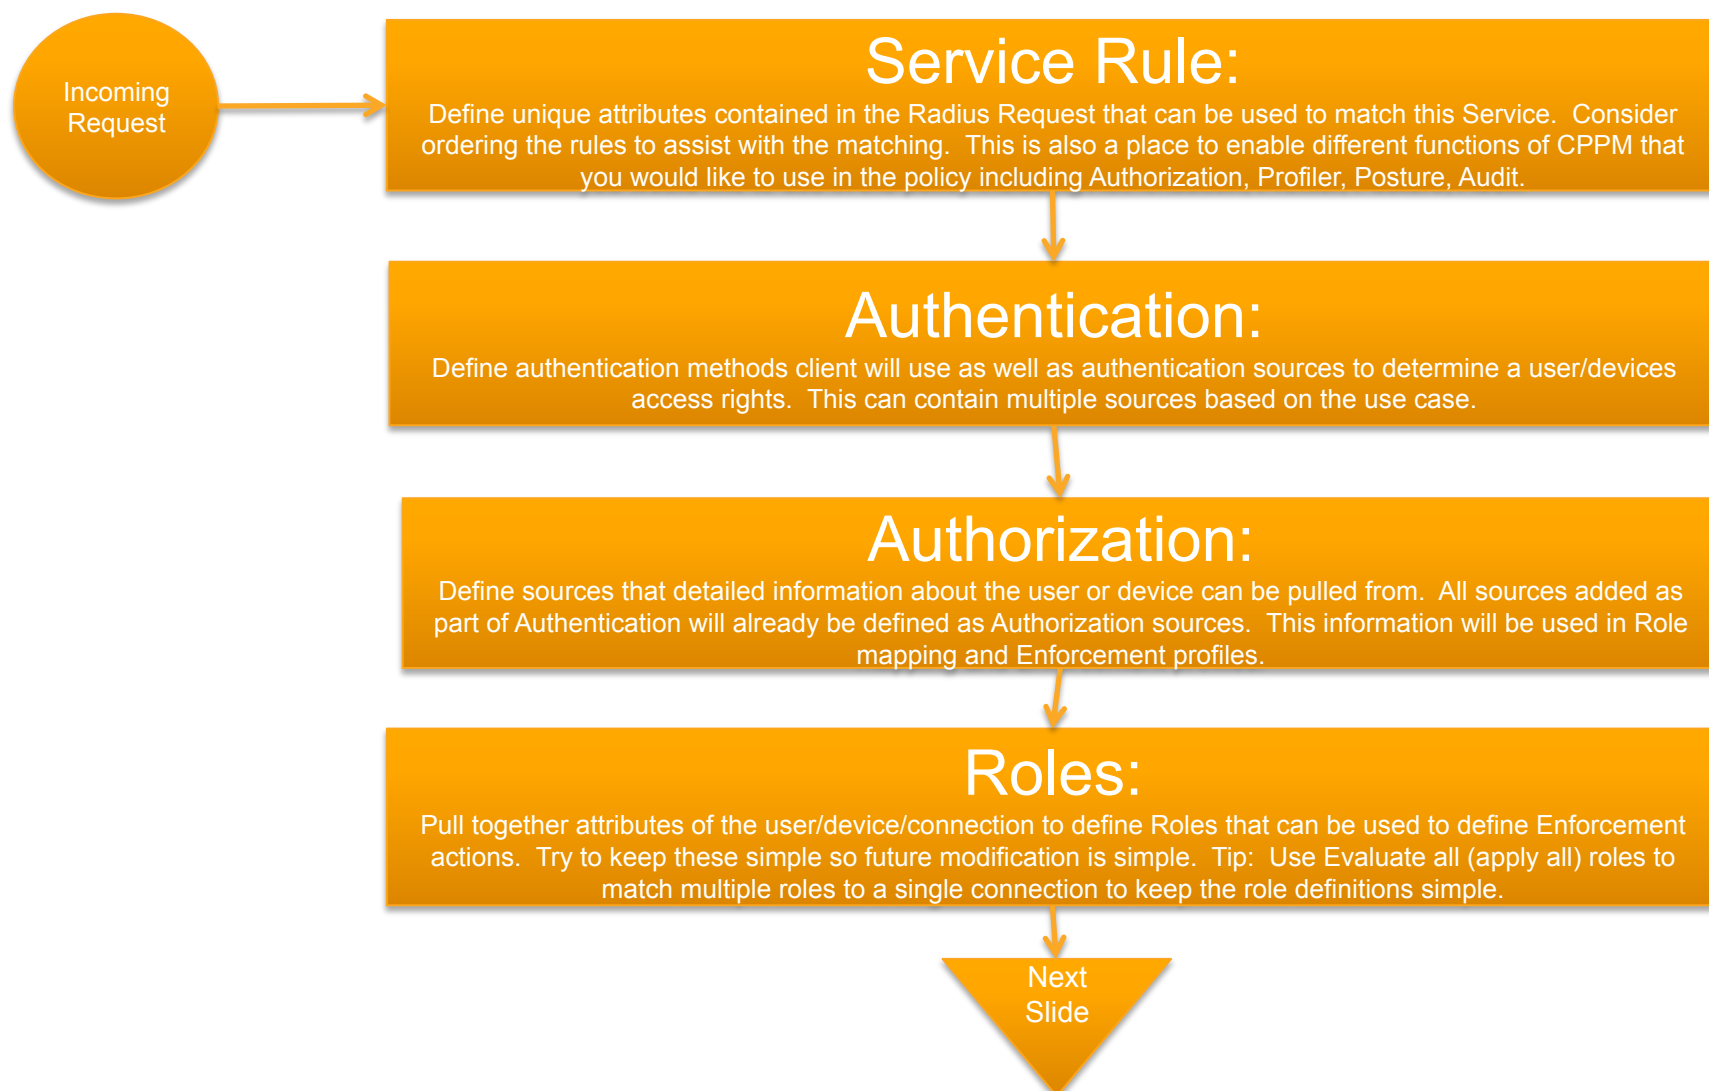 Incoming
Request
Service Rule:
Define unique attributes contained in the Radius Request that can be used to match this Service.  Consider
ordering the rules to assist with the matching.  This is also a place to enable different functions of CPPM that
you would like to use in the policy including Authorization, Profiler, Posture, Audit.
Authentication:
Define authentication methods client will use as well as authentication sources to determine a user/devices
access rights.  This can contain multiple sources based on the use case.
Authorization:
Define sources that detailed information about the user or device can be pulled from.  All sources added as
part of Authentication will already be defined as Authorization sources.  This information will be used in Role
mapping and Enforcement profiles.
Roles:
Pull together attributes of the user/device/connection to define Roles that can be used to define Enforcement
actions.  Try to keep these simple so future modification is simple.  Tip:  Use Evaluate all (apply all) roles to
match multiple roles to a single connection to keep the role definitions simple.
Next
Slide